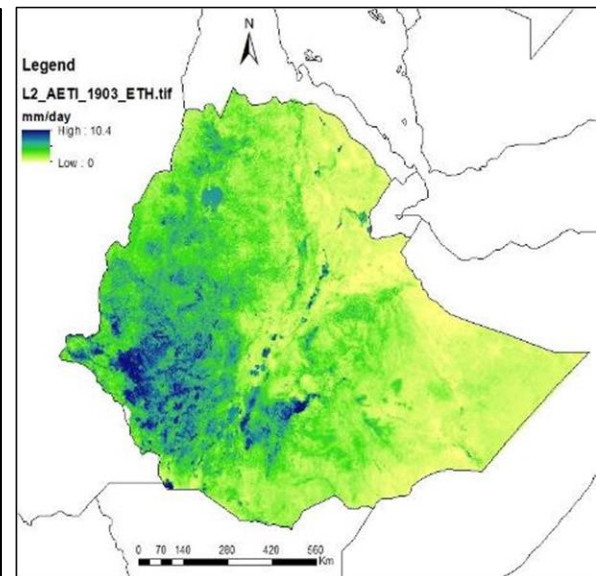 N
Legend
L2_AETI_1903_ETH.tif
mm/day
High : 10.4
Low : 0
0 70 140 280 420 560
Km